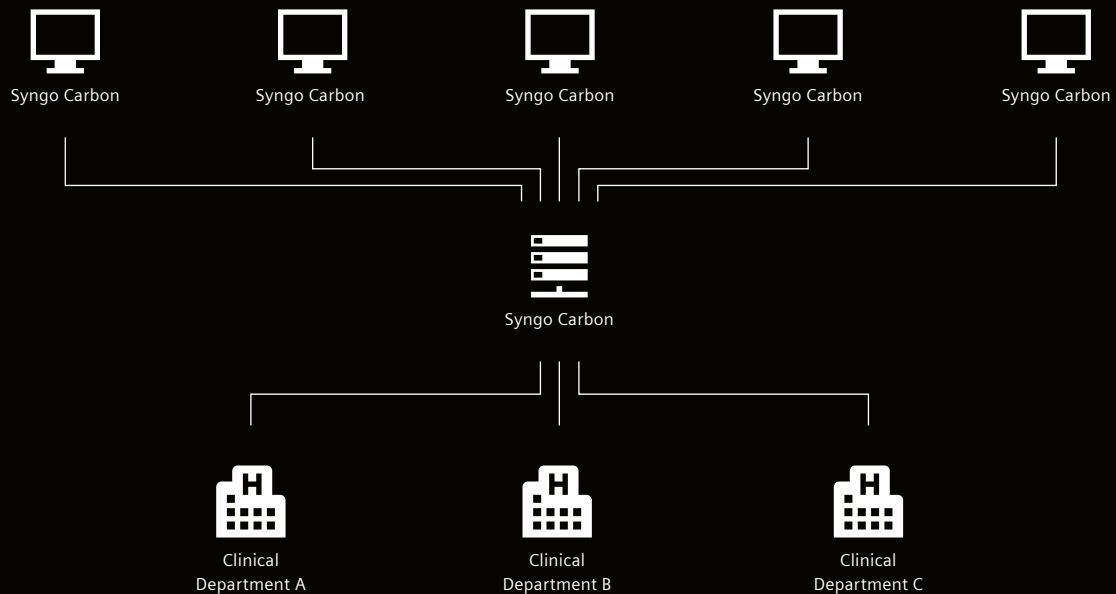 Syngo Carbon
Syngo Carbon
Syngo Carbon
Syngo Carbon
Syngo Carbon
Syngo Carbon
H
H
H
Clinical
Department A
Clinical
Department B
Clinical
Department C